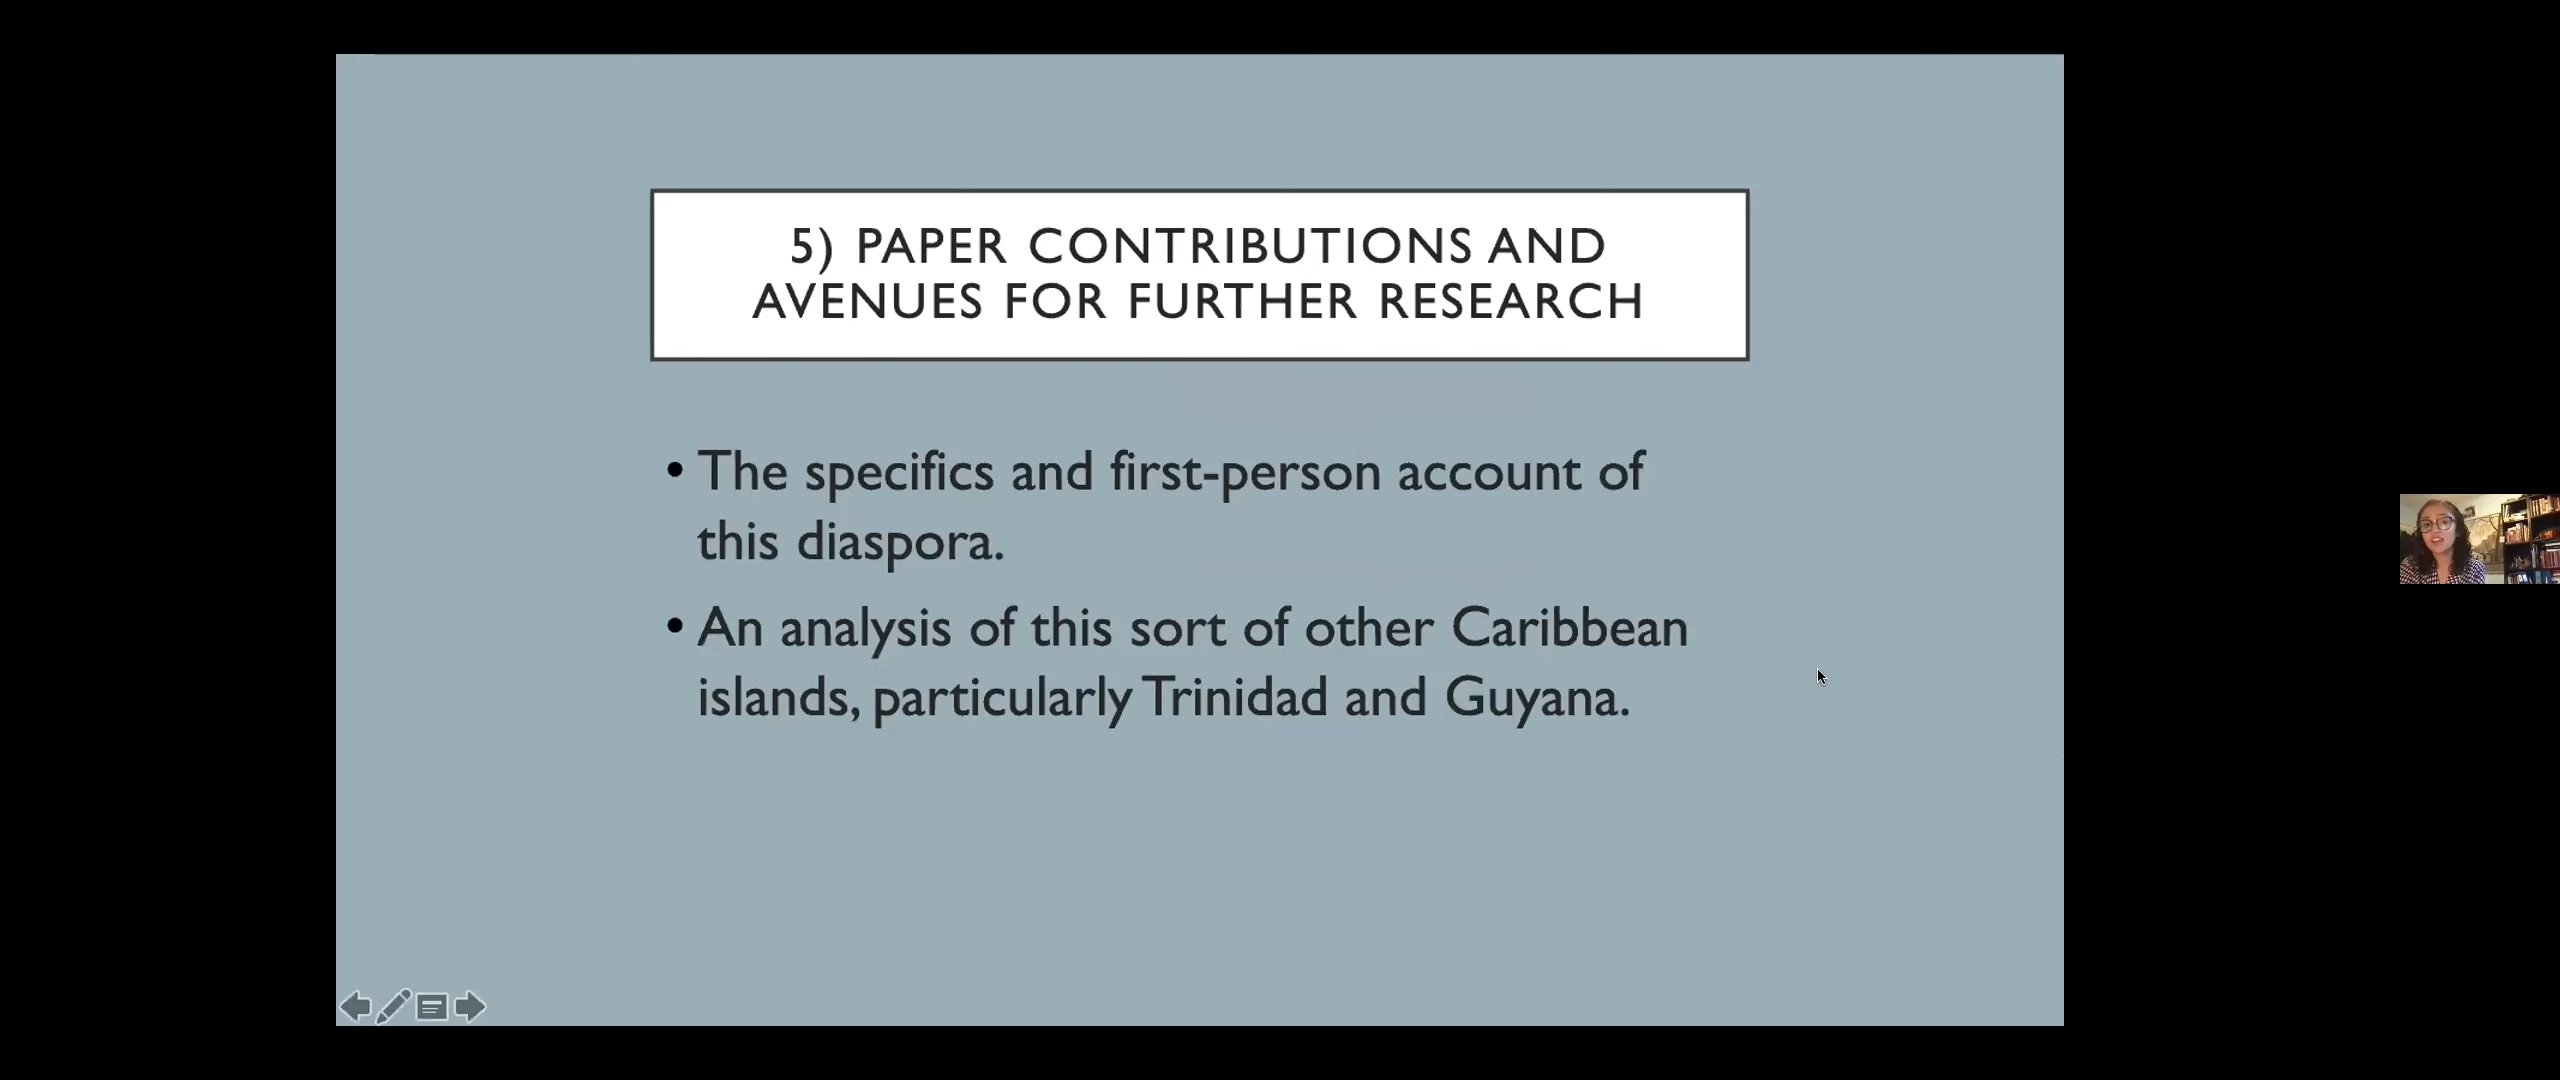 5) PAPER CONTRIBUTIONS AND
AVENUES FOR FURTHER RESEARCH
• The specifics and first-person account of
this diaspora.
• An analysis of this sort of other Caribbean
islands, particularly Trinidad and Guyana.